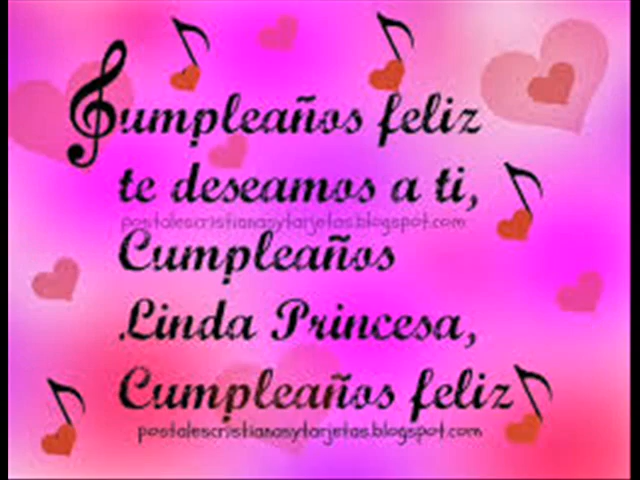 Cumpleaños feliz
te deseamos a ti,
postalescristianasytarjetas.blogspot.com
Cumpleaños
Linda Princesa,
Cumpleaños feliz
postalescristianasytarjetas.blogspot.com